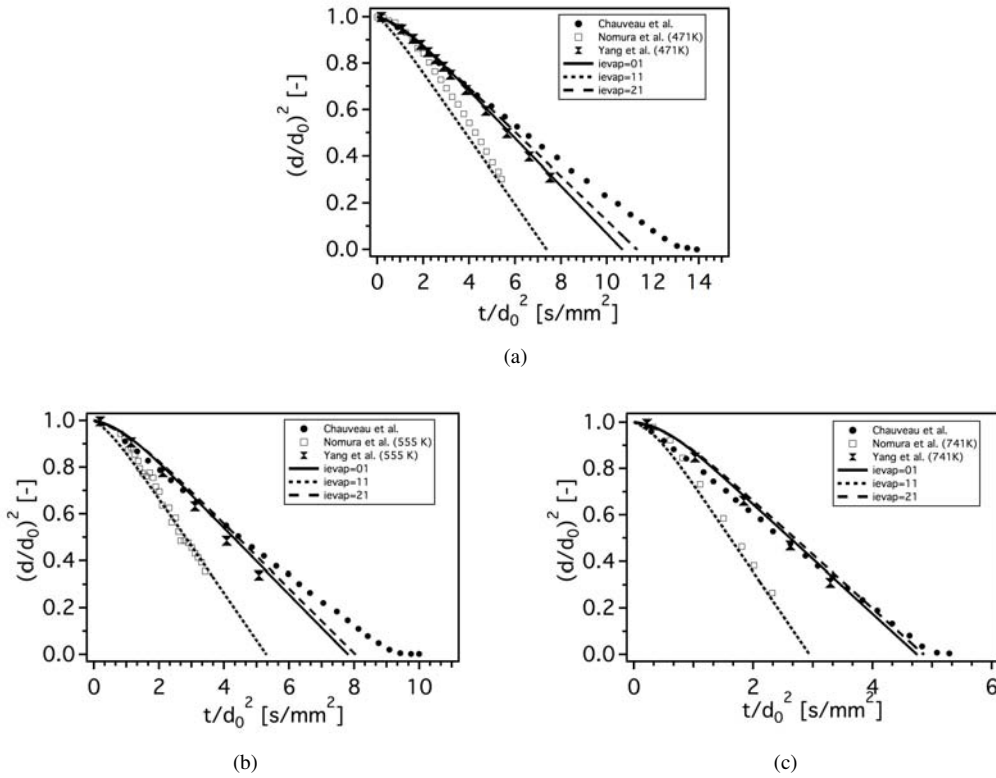 1.0
0.8
0.6
0.4
0.2
0.0
(d/d₀)² [-]
Chauveau et al.
Nomura et al. (471K)
Yang et al. (471K)
ievap=01
ievap=11
ievap=21
0 2 4 6 8 10 12 14
t/d₀² [s/mm²]
(a)
1.0
0.8
0.6
0.4
0.2
0.0
(d/d₀)² [-]
Chauveau et al.
Nomura et al. (555 K)
Yang et al. (555 K)
ievap=01
ievap=11
ievap=21
0 2 4 6 8 10
t/d₀² [s/mm²]
(b)
1.0
0.8
0.6
0.4
0.2
0.0
(d/d₀)² [-]
Chauveau et al.
Nomura et al. (741K)
Yang et al. (741K)
ievap=01
ievap=11
ievap=21
0 2 4 6
t/d₀² [s/mm²]
(c)